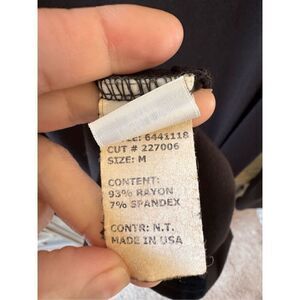 : 6441118
CUT # 227006
SIZE: M
CONTENT:
93% RAYON
7% SPANDEX
CONTR: N.T.
MADE IN USA